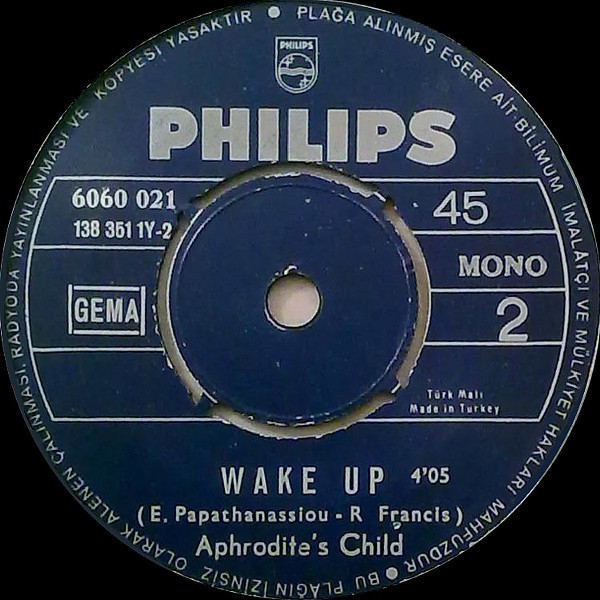 PLAĞA ALINMIŞ ESERE AİT BİLİMUM İMALATÇI VE MÜLKİYET HAKLARI MAHFUZDUR ● BU PLAĞIN İZİNSİZ OLARAK ALENEN ÇALINMASI RADYODA YAYINLANMASI VE KOPYESİ YASAKTIR ●
PHILIPS
PHILIPS
6060 021
45
138 361 1Y-2
MONO
GEMA
2
Türk Malı
Made in Turkey
WAKE UP 4'05
(E. Papathanassiou - R Francis)
Aphrodite's Child